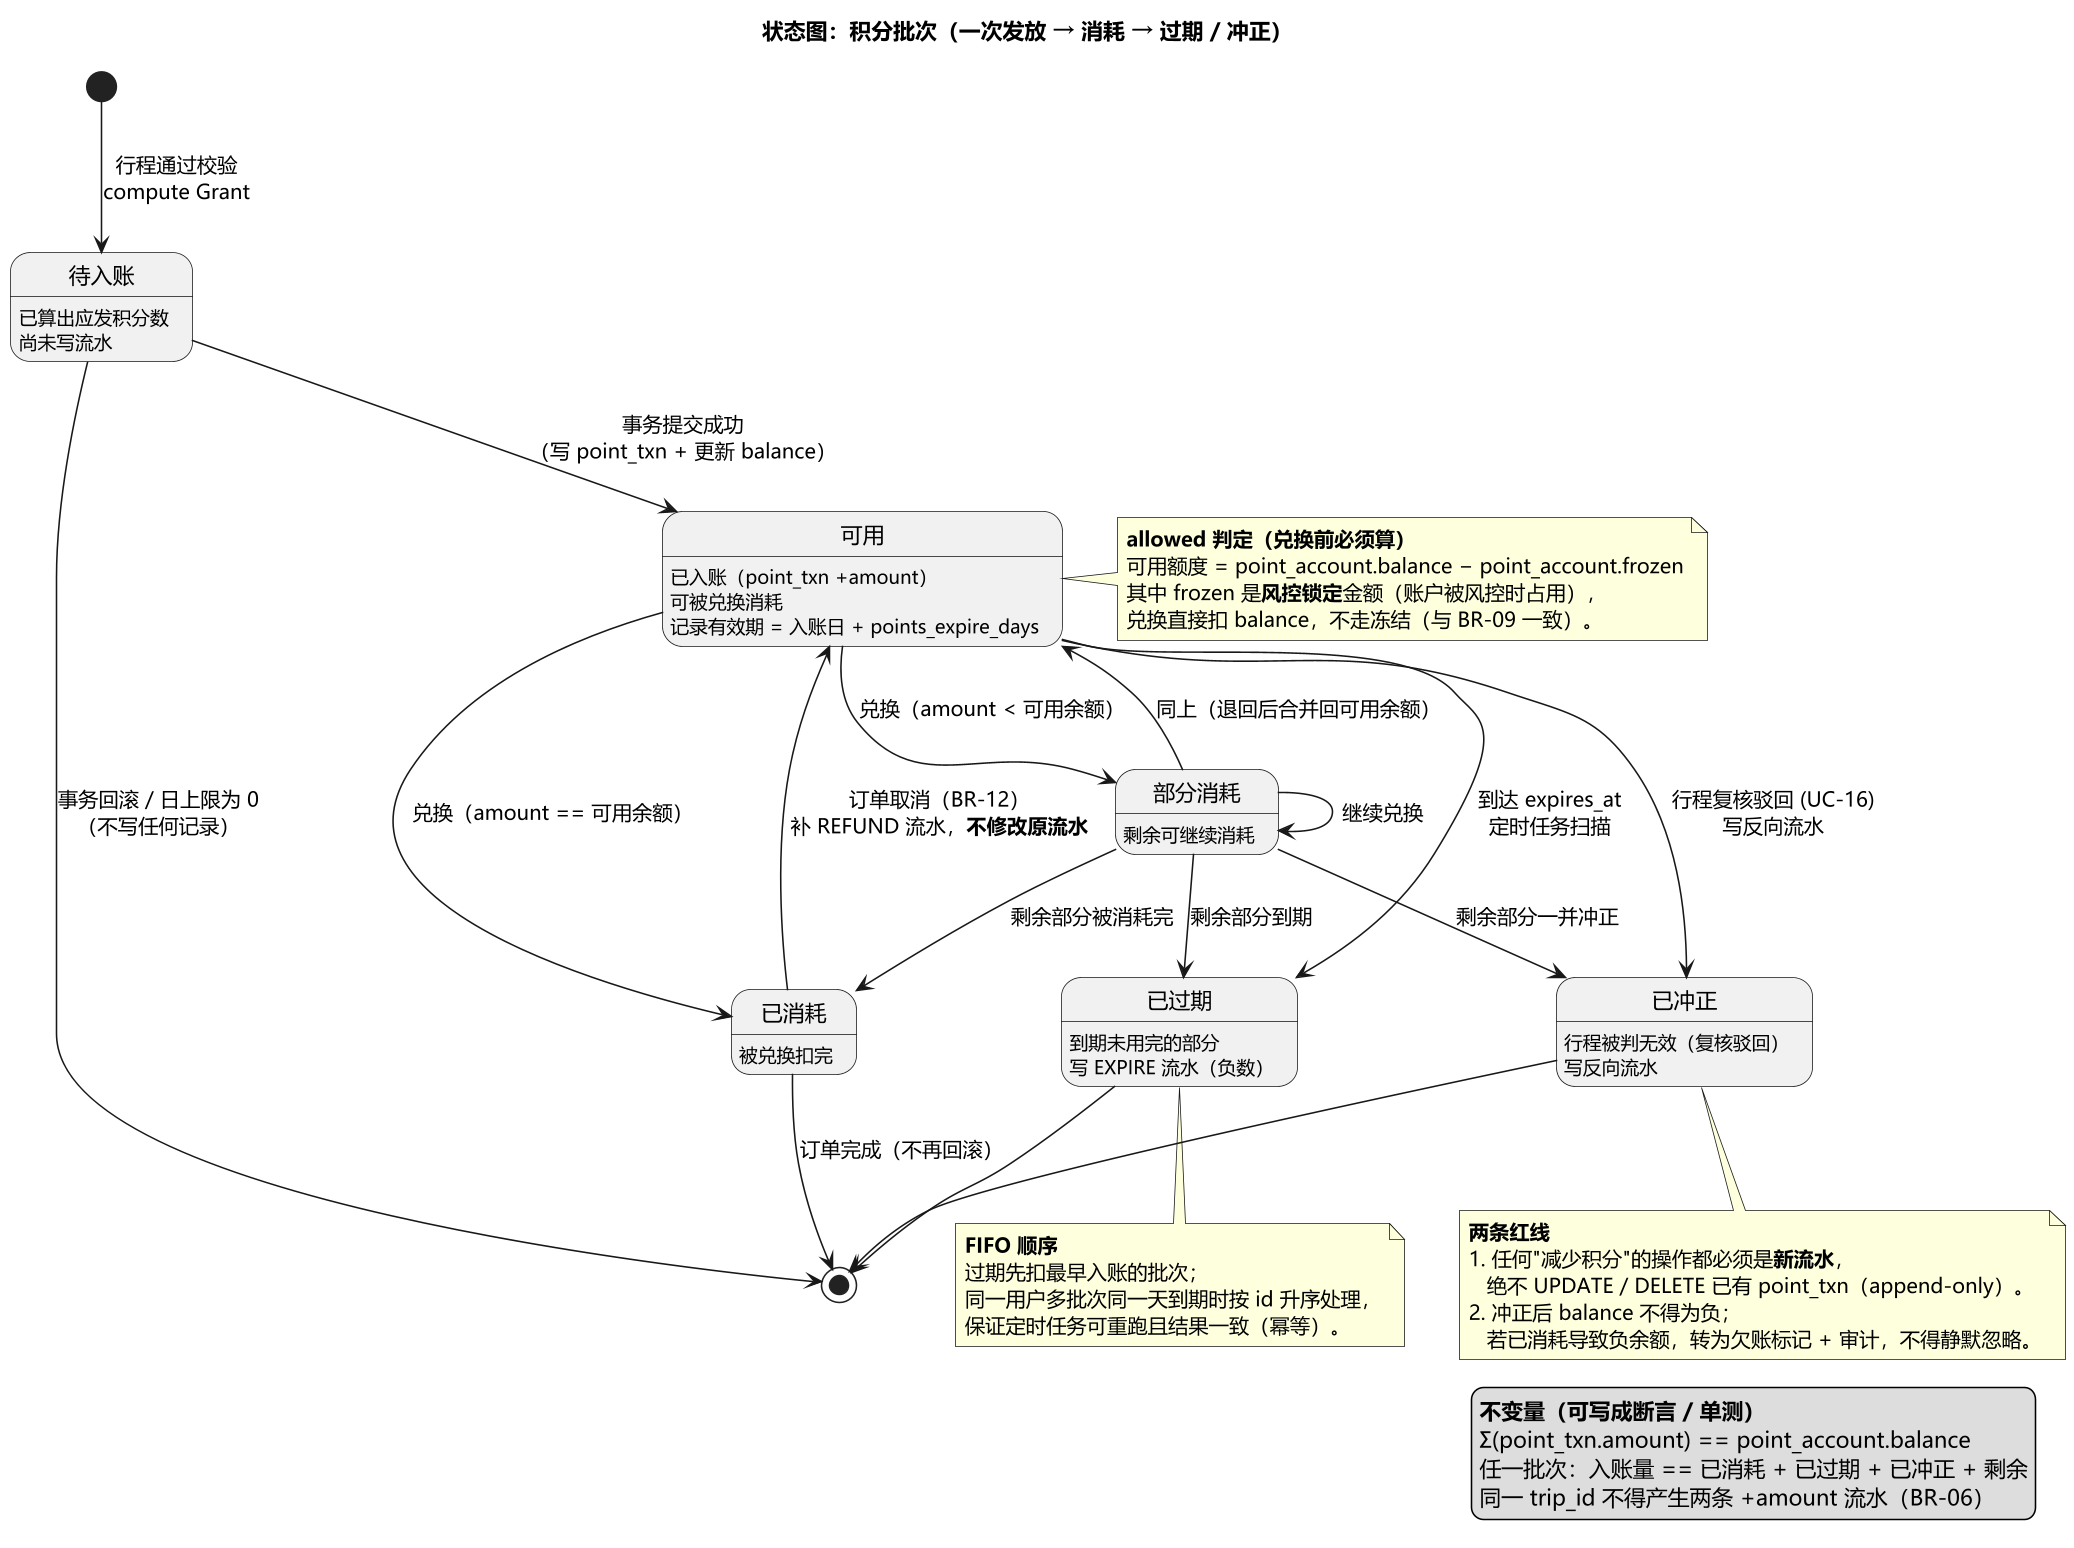 状态图：积分批次（一次发放 → 消耗 → 过期 / 冲正）
行程通过校验
compute Grant
待入账
已算出应发积分数
尚未写流水
事务提交成功
（写 point_txn + 更新 balance）
可用
已入账（point_txn +amount）
可被兑换消耗
记录有效期 = 入账日 + points_expire_days
allowed 判定（兑换前必须算）
可用额度 = point_account.balance − point_account.frozen
其中 frozen 是风控锁定金额（账户被风控时占用），
兑换直接扣 balance，不走冻结（与 BR-09 一致）。
兑换（amount < 可用余额）
同上（退回后合并回可用余额）
事务回滚 / 日上限为 0
（不写任何记录）
兑换（amount == 可用余额）
订单取消（BR-12）
补 REFUND 流水，不修改原流水
部分消耗
剩余可继续消耗
继续兑换
到达 expires_at
定时任务扫描
行程复核驳回 (UC-16)
写反向流水
剩余部分被消耗完
剩余部分到期
剩余部分一并冲正
已消耗
被兑换扣完
已过期
到期未用完的部分
写 EXPIRE 流水（负数）
已冲正
行程被判无效（复核驳回）
写反向流水
订单完成（不再回滚）
FIFO 顺序
过期先扣最早入账的批次；
同一用户多批次同一天到期时按 id 升序处理，
保证定时任务可重跑且结果一致（幂等）。
两条红线
1. 任何"减少积分"的操作都必须是新流水，
绝不 UPDATE / DELETE 已有 point_txn（append-only）。
2. 冲正后 balance 不得为负；
若已消耗导致负余额，转为欠账标记 + 审计，不得静默忽略。
不变量（可写成断言 / 单测）
Σ(point_txn.amount) == point_account.balance
任一批次：入账量 == 已消耗 + 已过期 + 已冲正 + 剩余
同一 trip_id 不得产生两条 +amount 流水（BR-06）